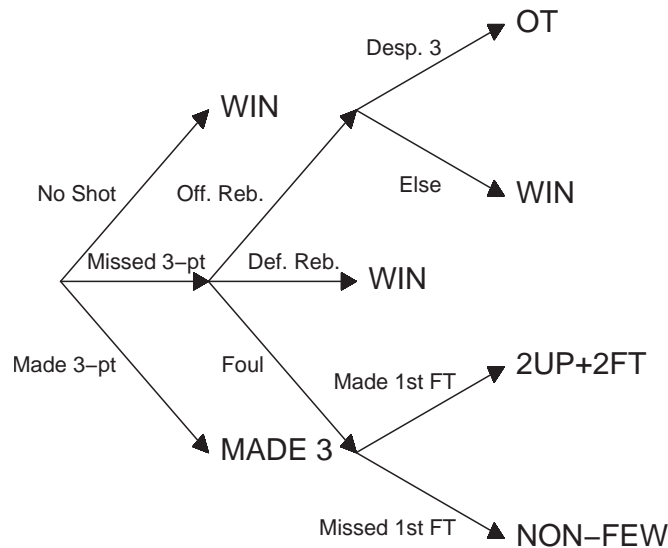 OT
Desp. 3
WIN
No Shot
Off. Reb.
Else
WIN
Missed 3−pt
Def. Reb.
WIN
Made 3−pt
Foul
Made 1st FT
2UP+2FT
MADE 3
Missed 1st FT
NON−FEW